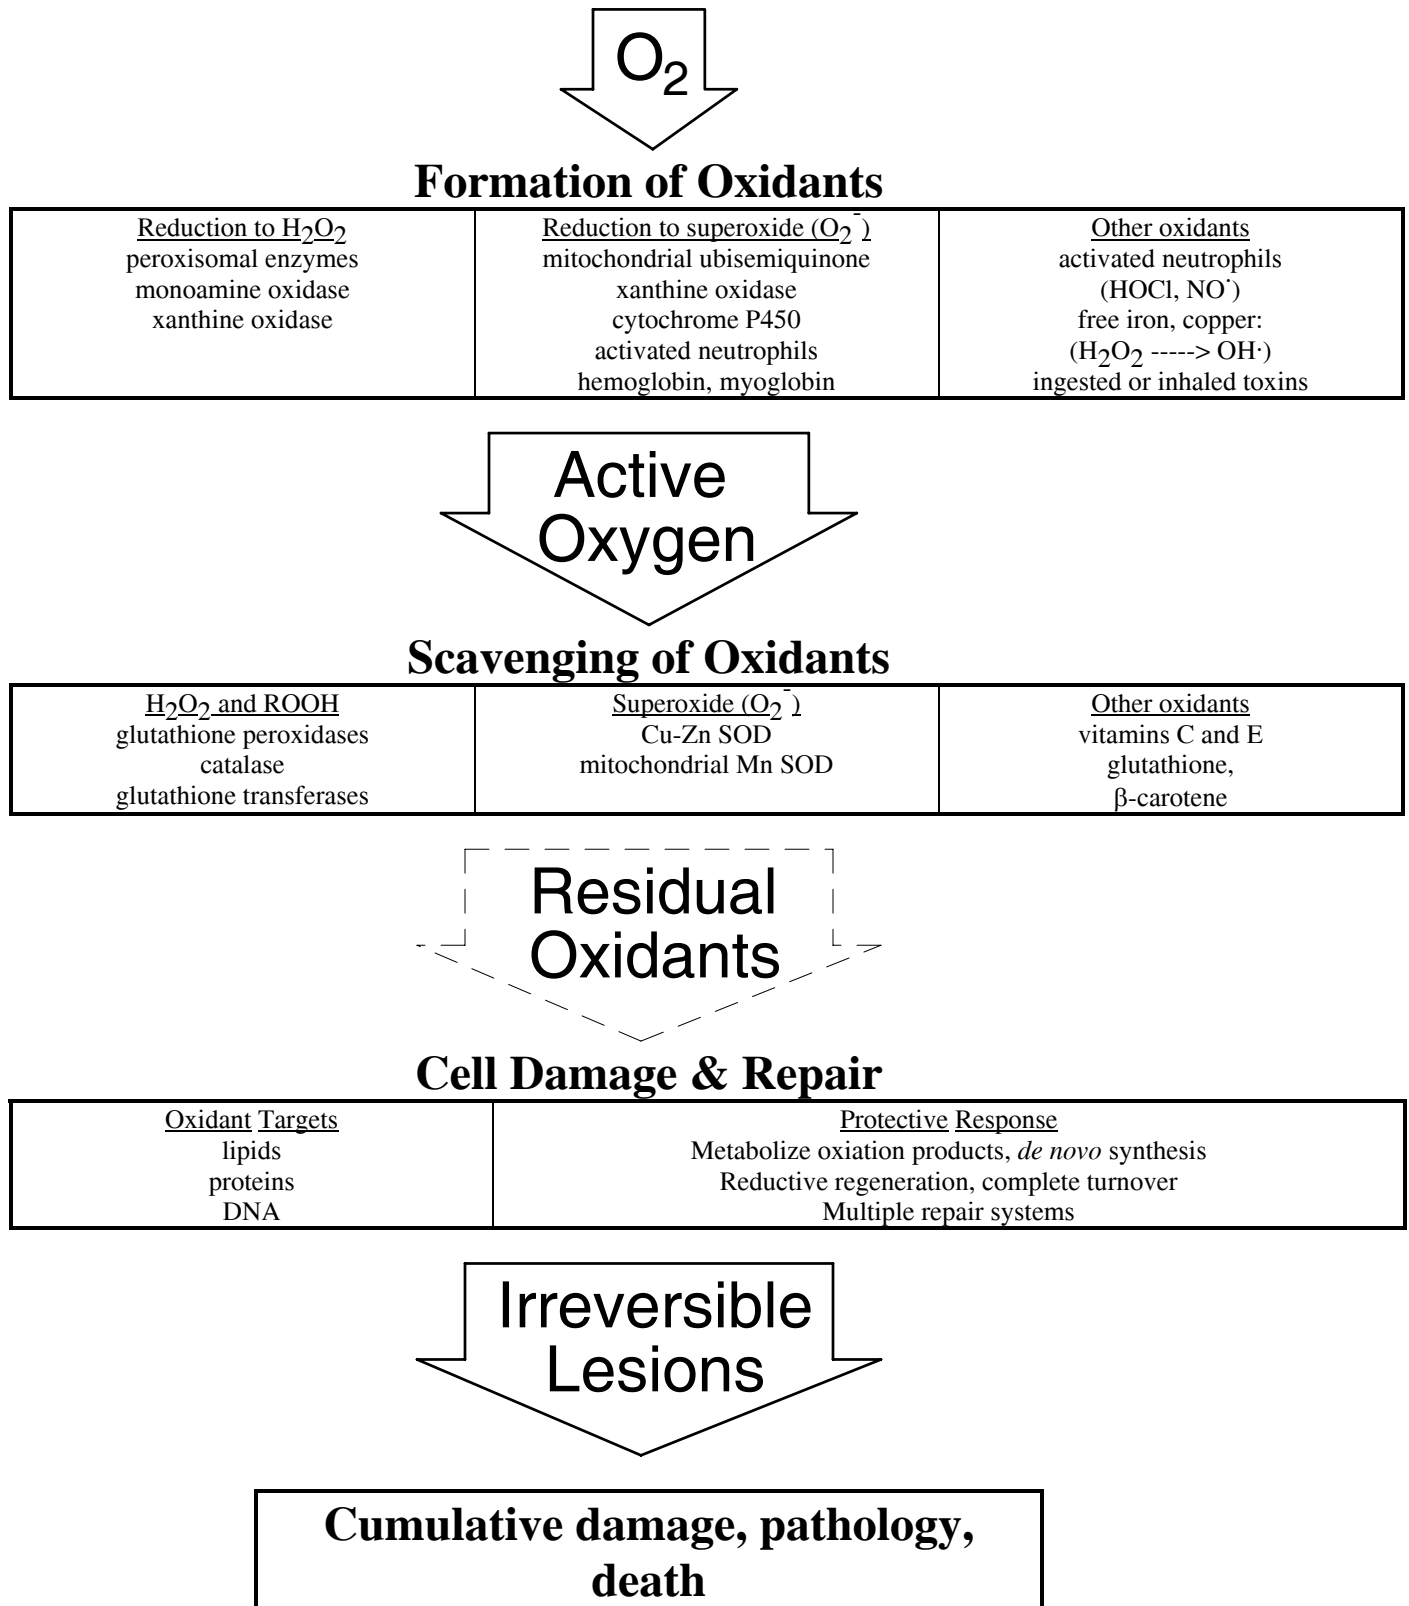 O2
Formation of Oxidants
Reduction to H2O2
peroxisomal enzymes
monoamine oxidase
xanthine oxidase
Reduction to superoxide (O2⁻)
mitochondrial ubisemiquinone
xanthine oxidase
cytochrome P450
activated neutrophils
hemoglobin, myoglobin
Other oxidants
activated neutrophils
(HOCl, NO˙)
free iron, copper:
(H2O2 -----> OH·)
ingested or inhaled toxins
Active
Oxygen
Scavenging of Oxidants
H2O2 and ROOH
glutathione peroxidases
catalase
glutathione transferases
Superoxide (O2⁻)
Cu-Zn SOD
mitochondrial Mn SOD
Other oxidants
vitamins C and E
glutathione,
β-carotene
Residual
Oxidants
Cell Damage & Repair
Oxidant Targets
lipids
proteins
DNA
Protective Response
Metabolize oxiation products, de novo synthesis
Reductive regeneration, complete turnover
Multiple repair systems
Irreversible
Lesions
Cumulative damage, pathology,
death